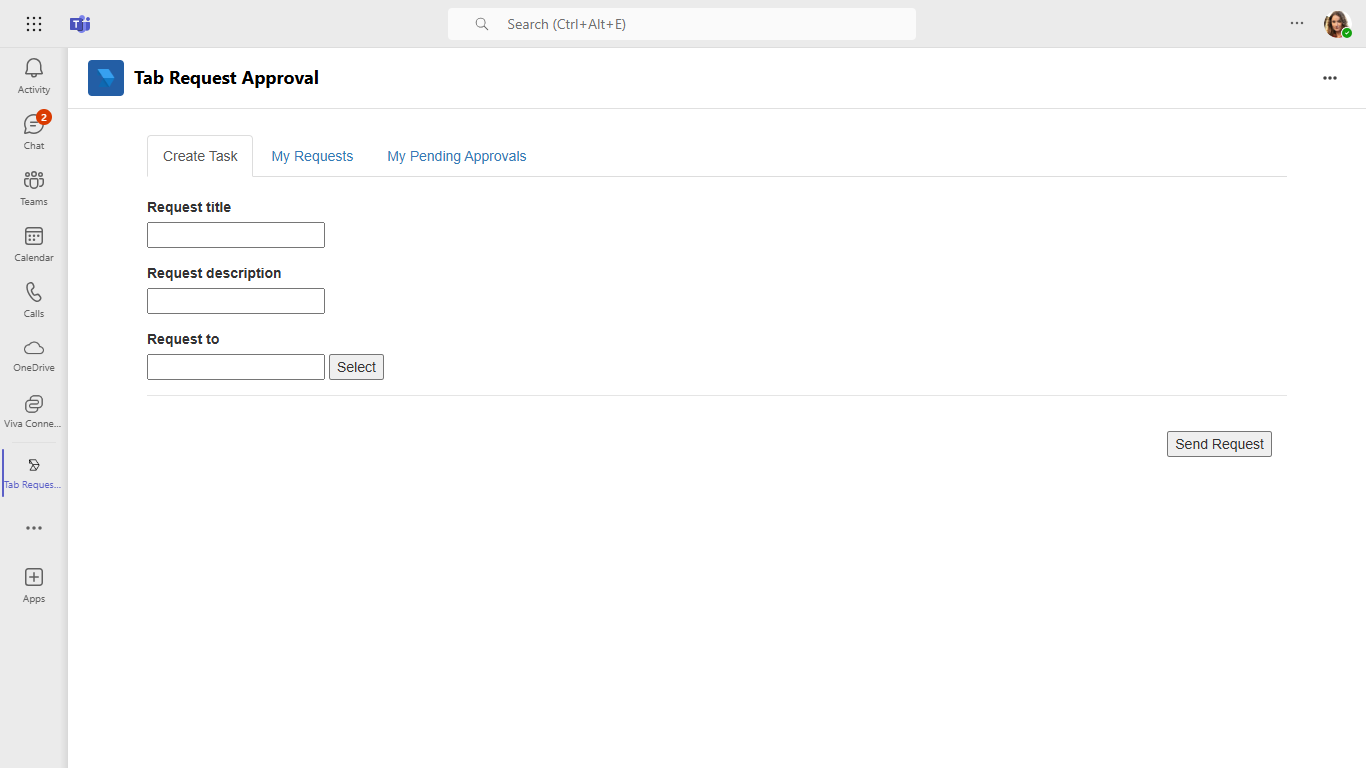 Search (Ctrl+Alt+E)
Activity
2
Chat
Teams
Calendar
Calls
OneDrive
Viva Conne...
Tab Reques...
Apps
Tab Request Approval
Create Task
My Requests
My Pending Approvals
Request title
Request description
Request to
Select
Send Request